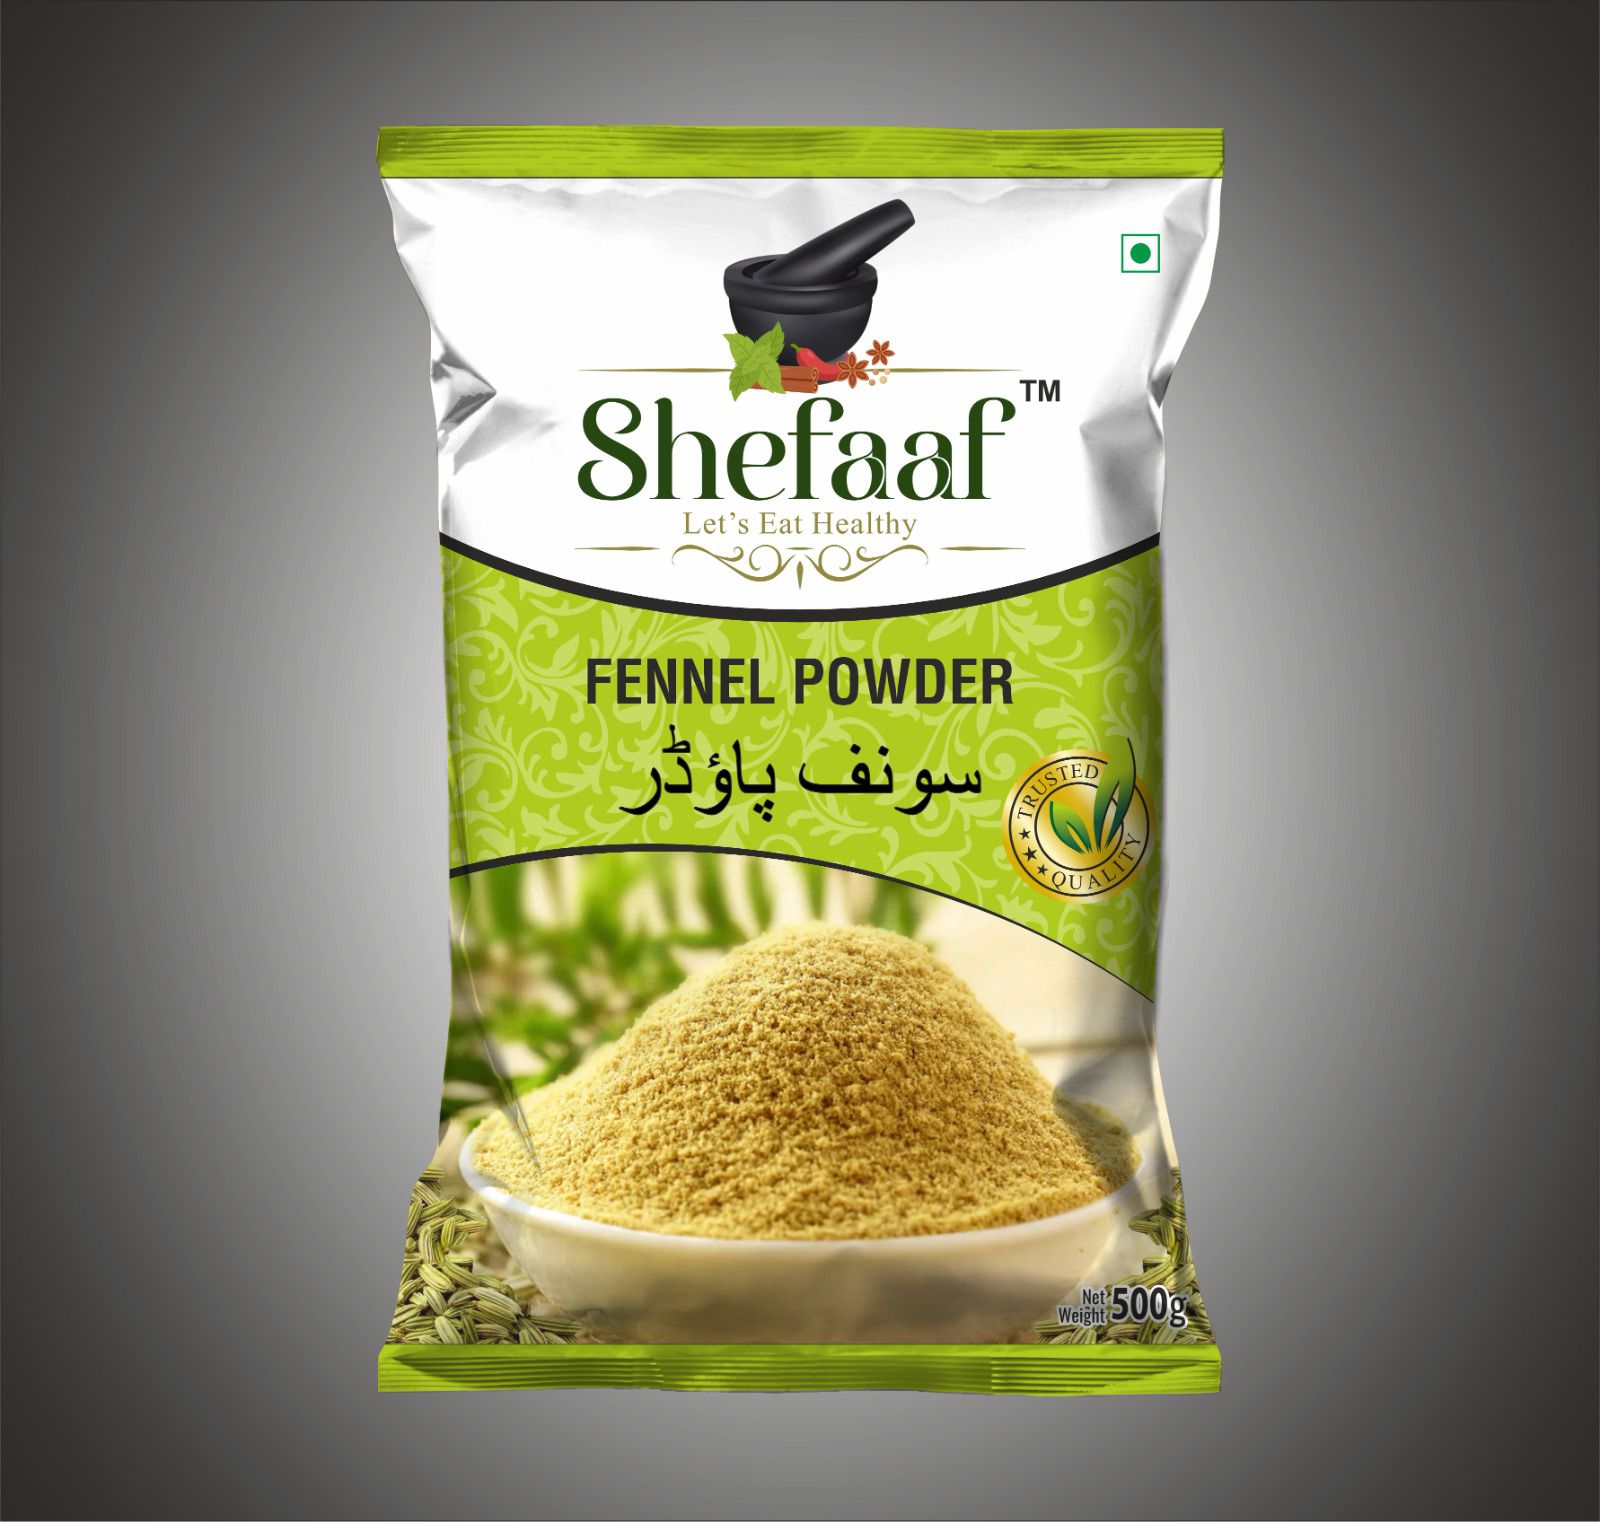 Shefaaf™
Let's Eat Healthy
FENNEL POWDER
سونف پاؤڈر
TRUSTED
QUALITY
Net Weight 500g